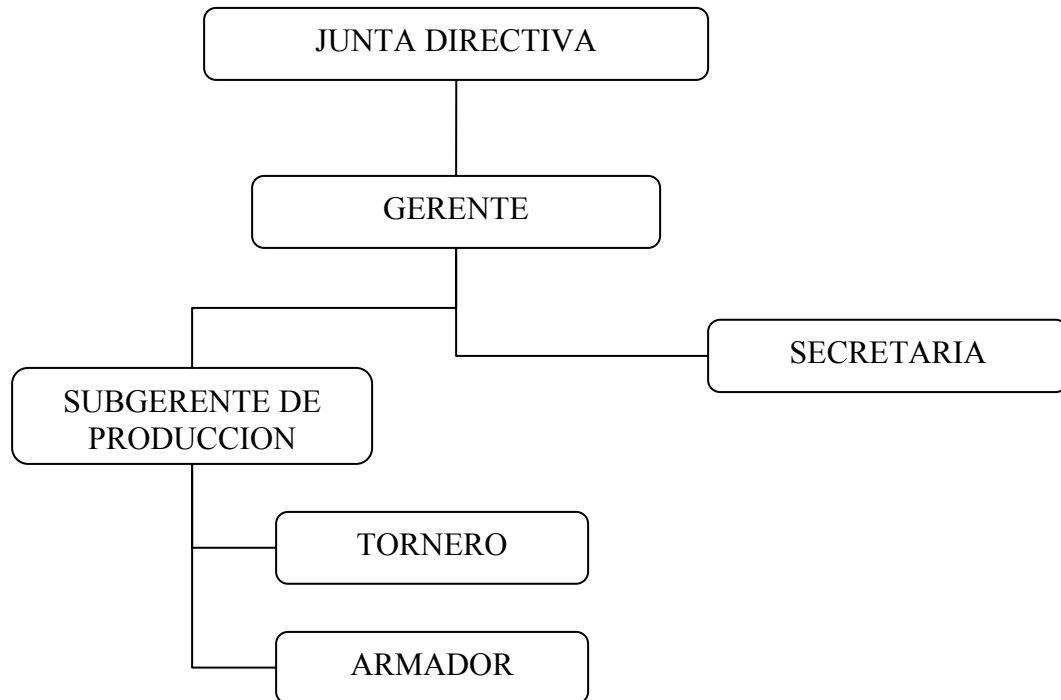 JUNTA DIRECTIVA
GERENTE
SECRETARIA
SUBGERENTE DE
PRODUCCION
TORNERO
ARMADOR